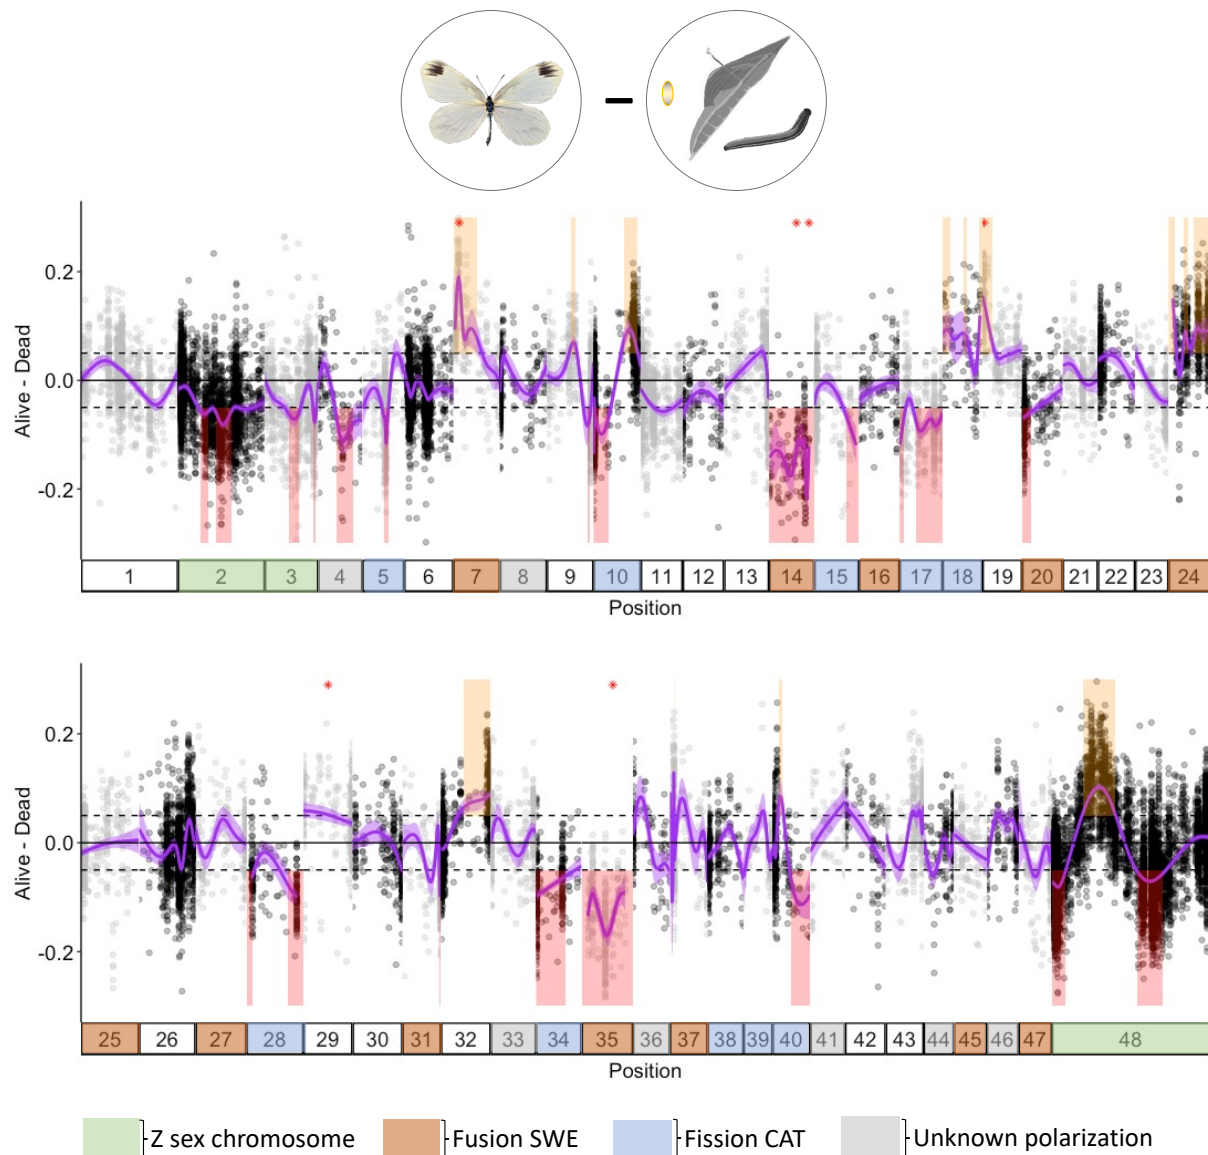 0.2
0.0
-0.2
Alive - Dead
* * * *
1 2 3 4 5 6 7 8 9 10 11 12 13 14 15 16 17 18 19 20 21 22 23 24
Position
*
*
0.2
0.0
-0.2
Alive - Dead
25 26 27 28 29 30 31 32 33 34 35 36 37 38 39 40 41 42 43 44 45 46 47 48
Position
Z sex chromosome Fusion SWE Fission CAT Unknown polarization